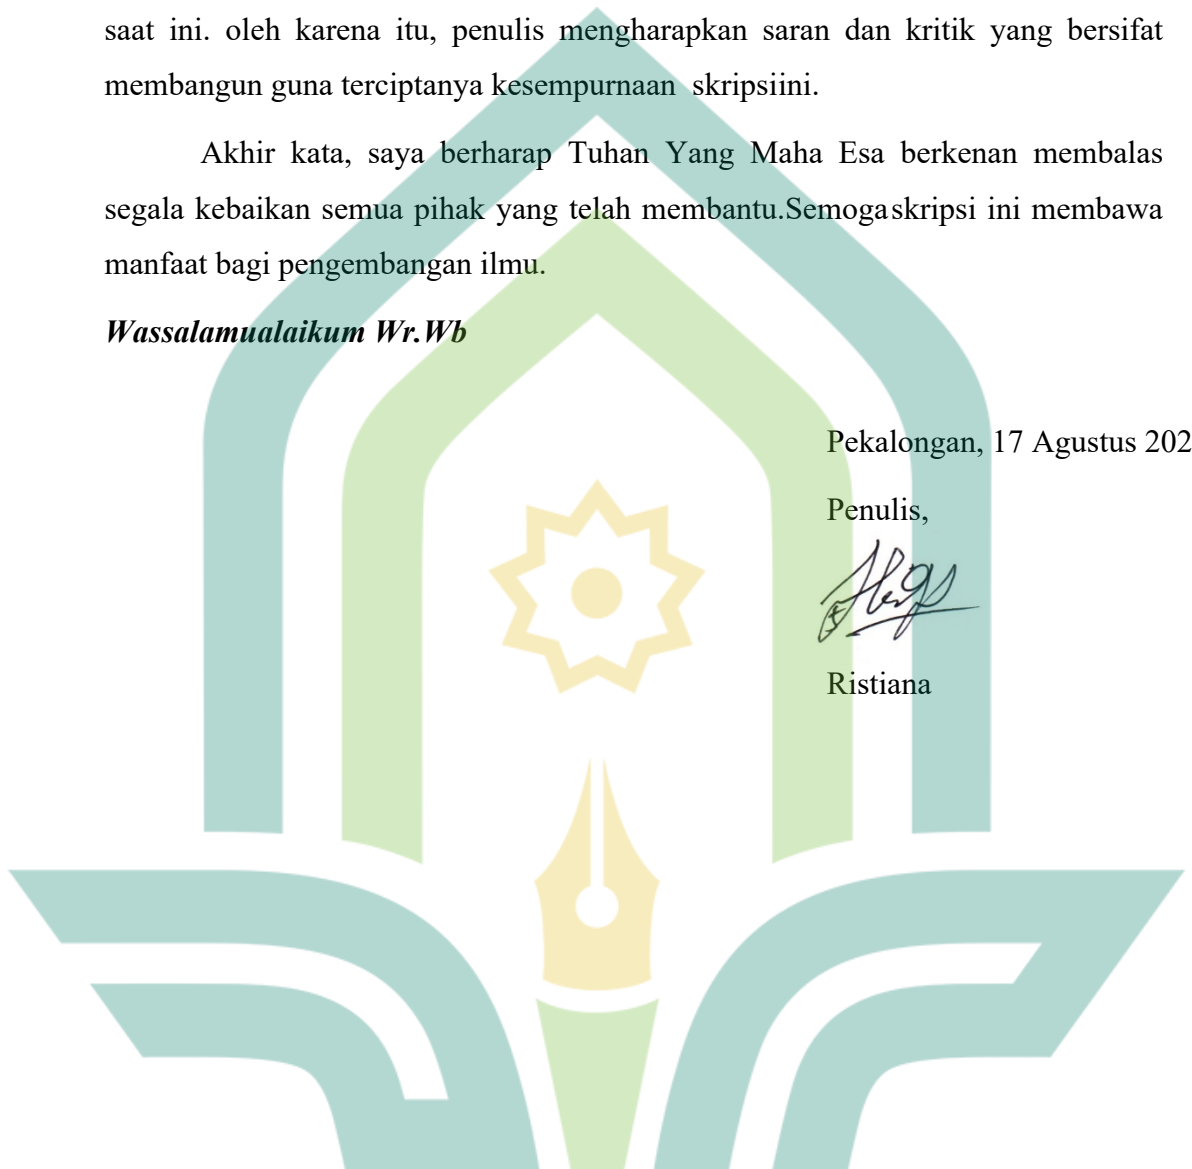 saat ini. oleh karena itu, penulis mengharapkan saran dan kritik yang bersifat
membangun guna terciptanya kesempurnaan skripsiini.
Akhir kata, saya berharap Tuhan Yang Maha Esa berkenan membalas
segala kebaikan semua pihak yang telah membantu.Semogaskripsi ini membawa
manfaat bagi pengembangan ilmu.
Wassalamualaikum Wr.Wb
Pekalongan, 17 Agustus 202
Penulis,
Ristiana